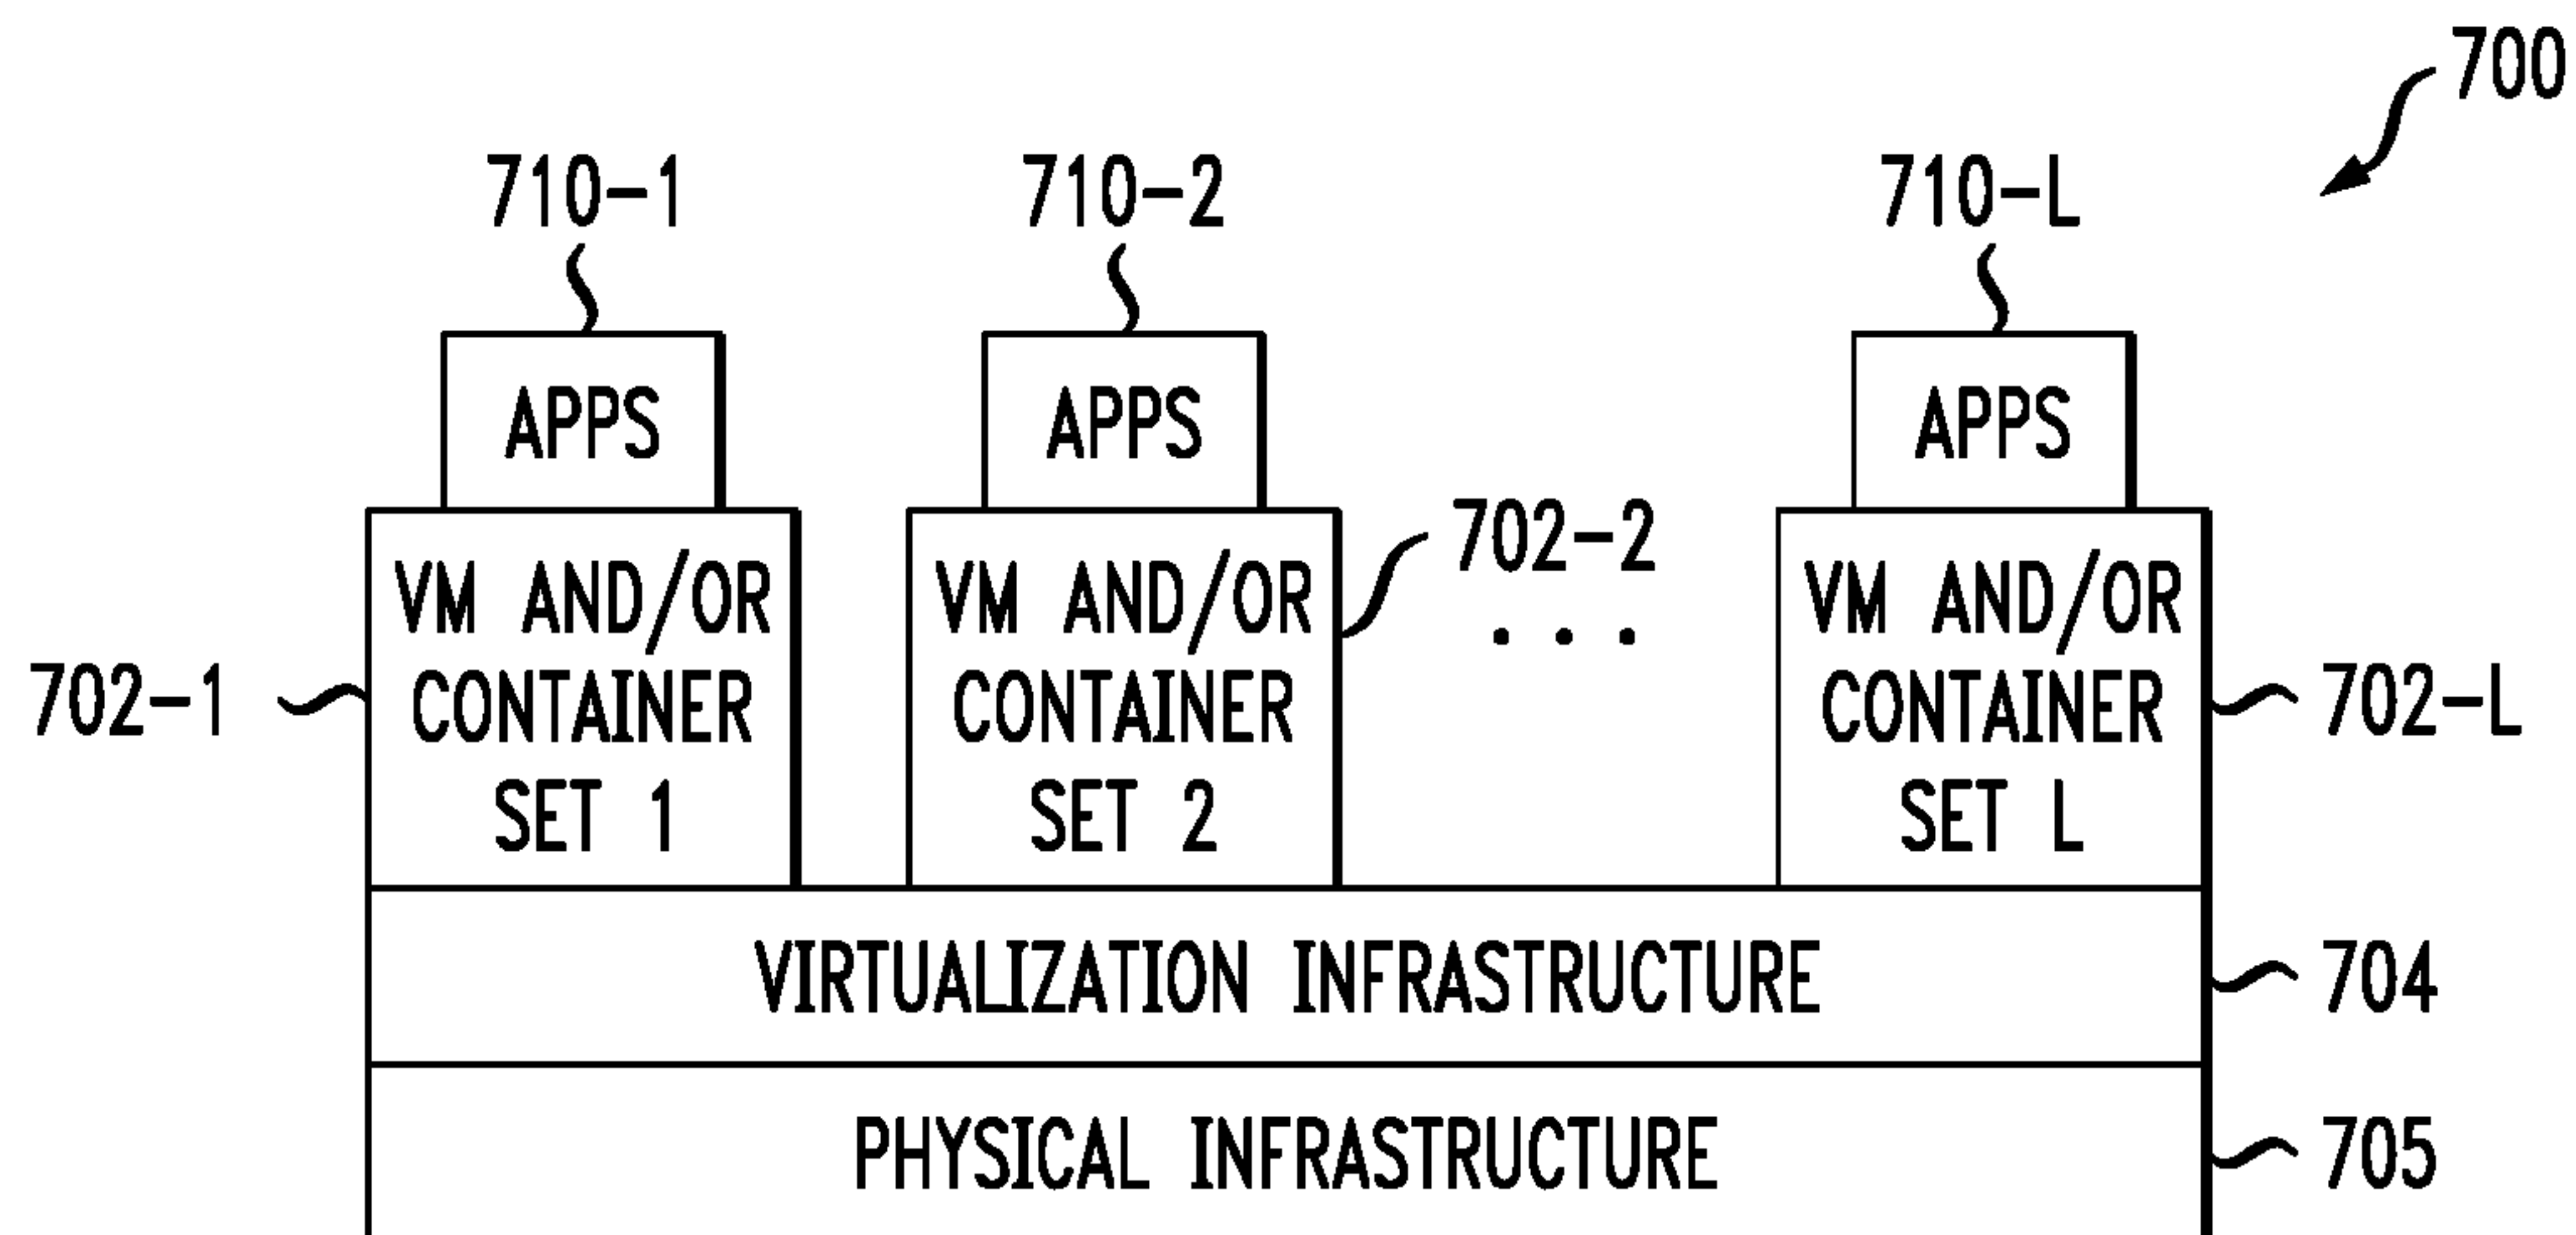 700
710-1 710-2 710-L
APPS APPS APPS
702-2
VM AND/OR VM AND/OR VM AND/OR
. . .
702-1 CONTAINER CONTAINER CONTAINER 702-L
SET 1 SET 2 SET L
VIRTUALIZATION INFRASTRUCTURE 704
PHYSICAL INFRASTRUCTURE 705